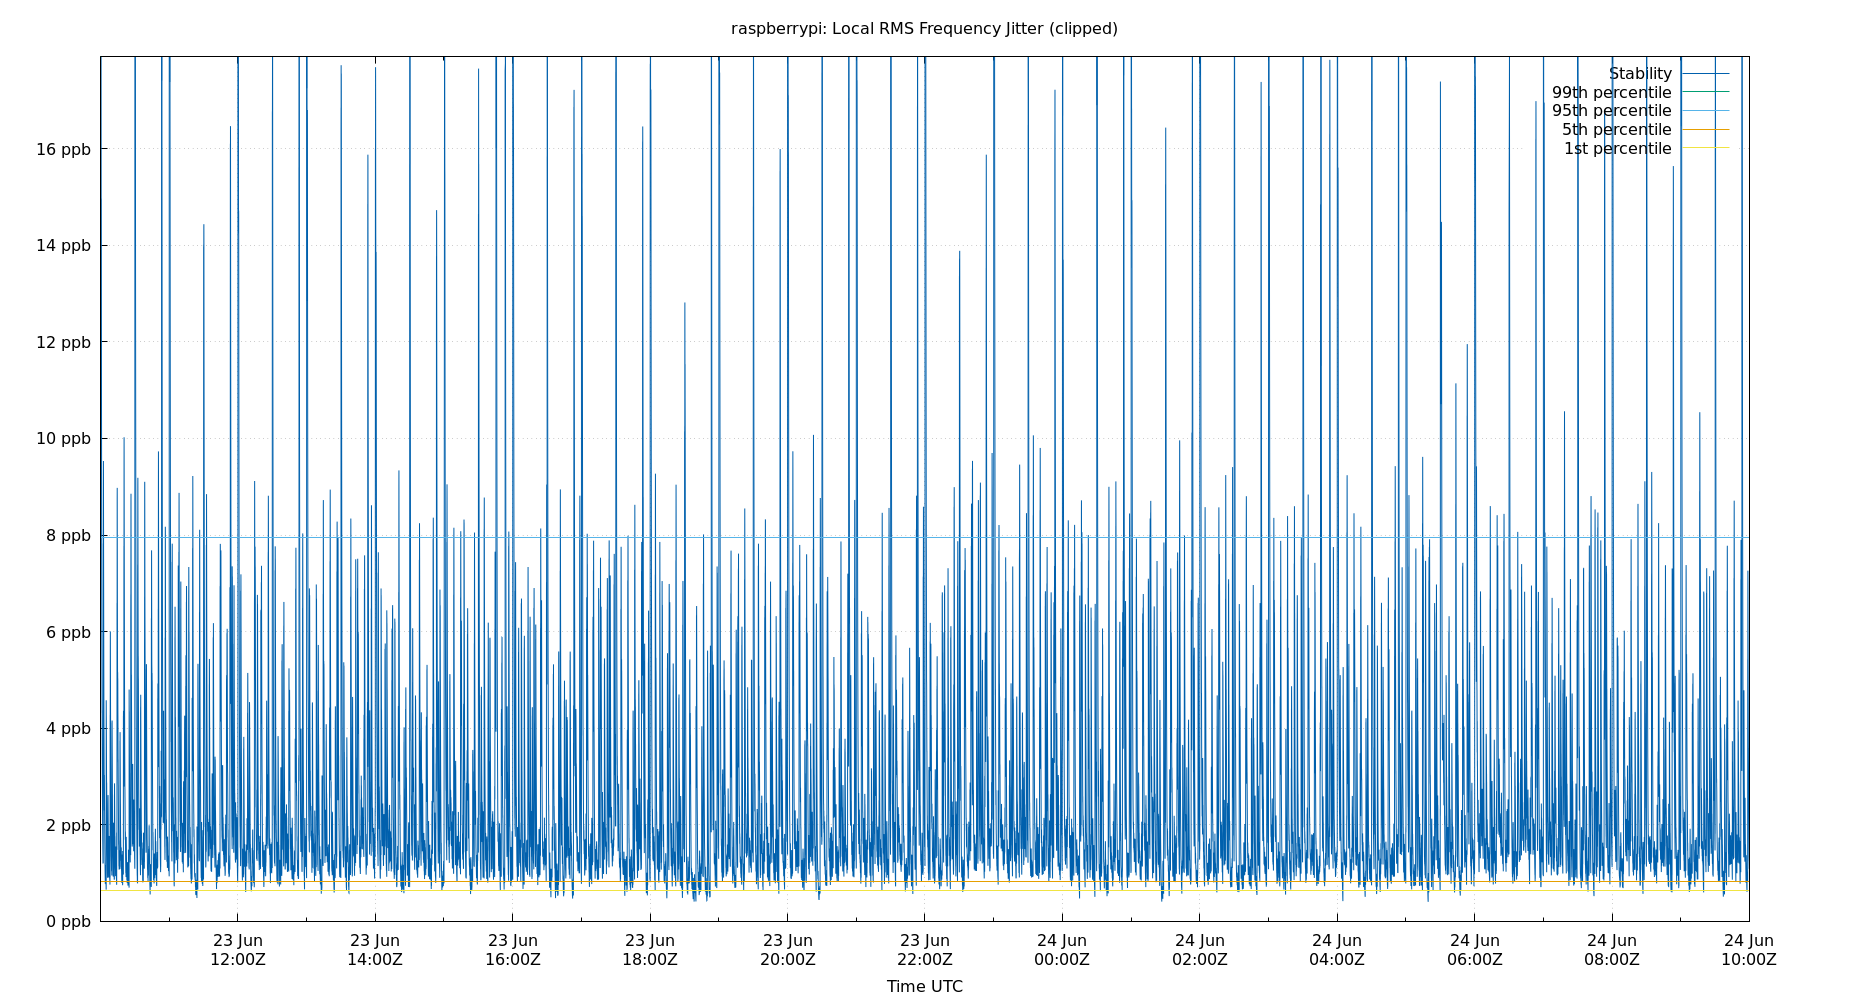 raspberrypi: Local RMS Frequency Jitter (clipped)
Stability
99th percentile
95th percentile
5th percentile
1st percentile
16 ppb
14 ppb
12 ppb
10 ppb
8 ppb
6 ppb
4 ppb
2 ppb
0 ppb
23 Jun 23 Jun 23 Jun 23 Jun 23 Jun 23 Jun 24 Jun 24 Jun 24 Jun 24 Jun 24 Jun 24 Jun
12:00Z 14:00Z 16:00Z 18:00Z 20:00Z 22:00Z 00:00Z 02:00Z 04:00Z 06:00Z 08:00Z 10:00Z
Time UTC